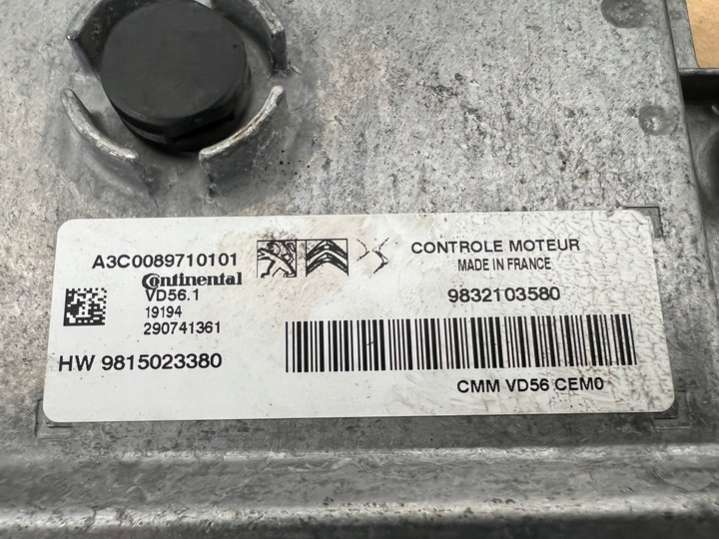 A3C0089710101
Continental
VD56.1
19194
290741361
HW 9815023380
CONTROLE MOTEUR
MADE IN FRANCE
9832103580
CMM VD56 CEM0